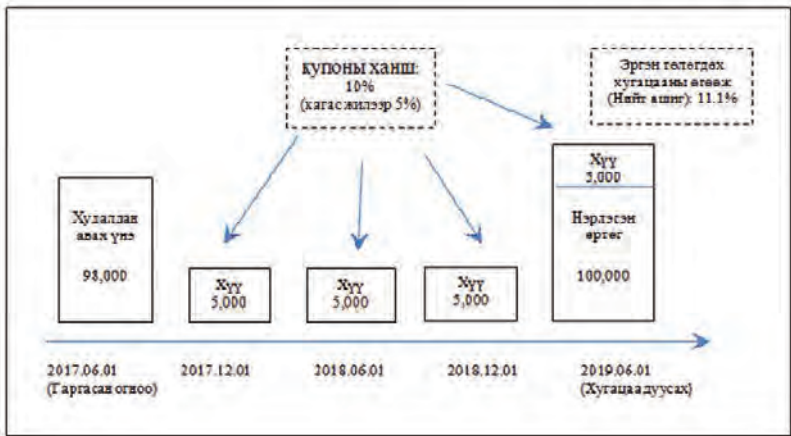 купоны ханш:
10%
(хагас жилээр 5%)
Эргэн төлөгдөх
хугацааны өгөөж
(Нийт ашиг): 11.1%
Худалдан
авах үнэ
98,000
Хүү
5,000
Хүү
5,000
Хүү
5,000
Хүү
5,000
Нэрлэсэн
өртөг
100,000
2017.06.01
(Гаргасан огноо)
2017.12.01
2018.06.01
2018.12.01
2019.06.01
(Хугацаа дуусах)